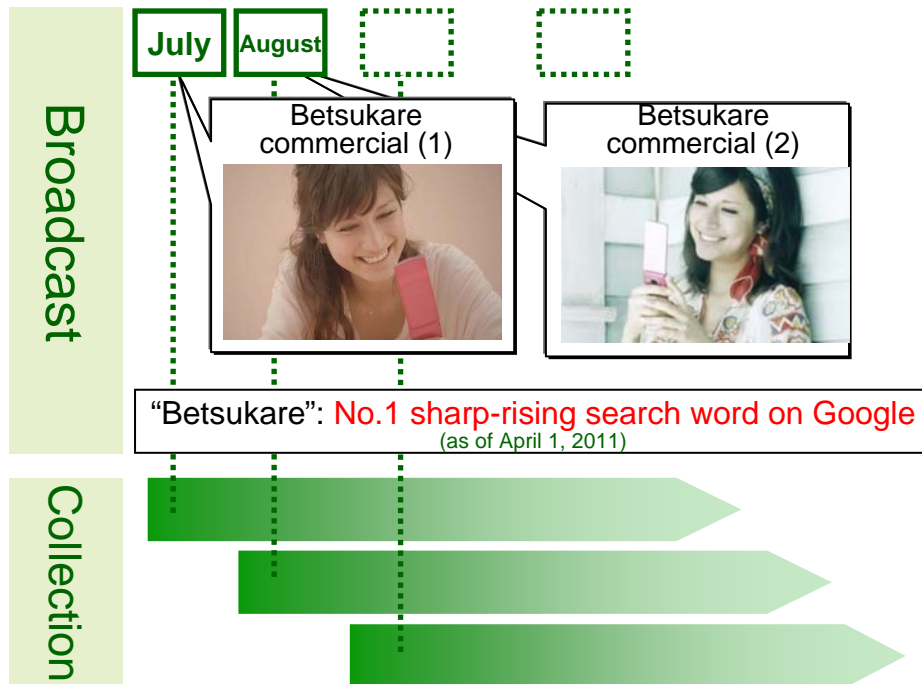 Broadcast
July
August
Betsukare
commercial (1)
Betsukare
commercial (2)
“Betsukare”: No.1 sharp-rising search word on Google
(as of April 1, 2011)
Collection